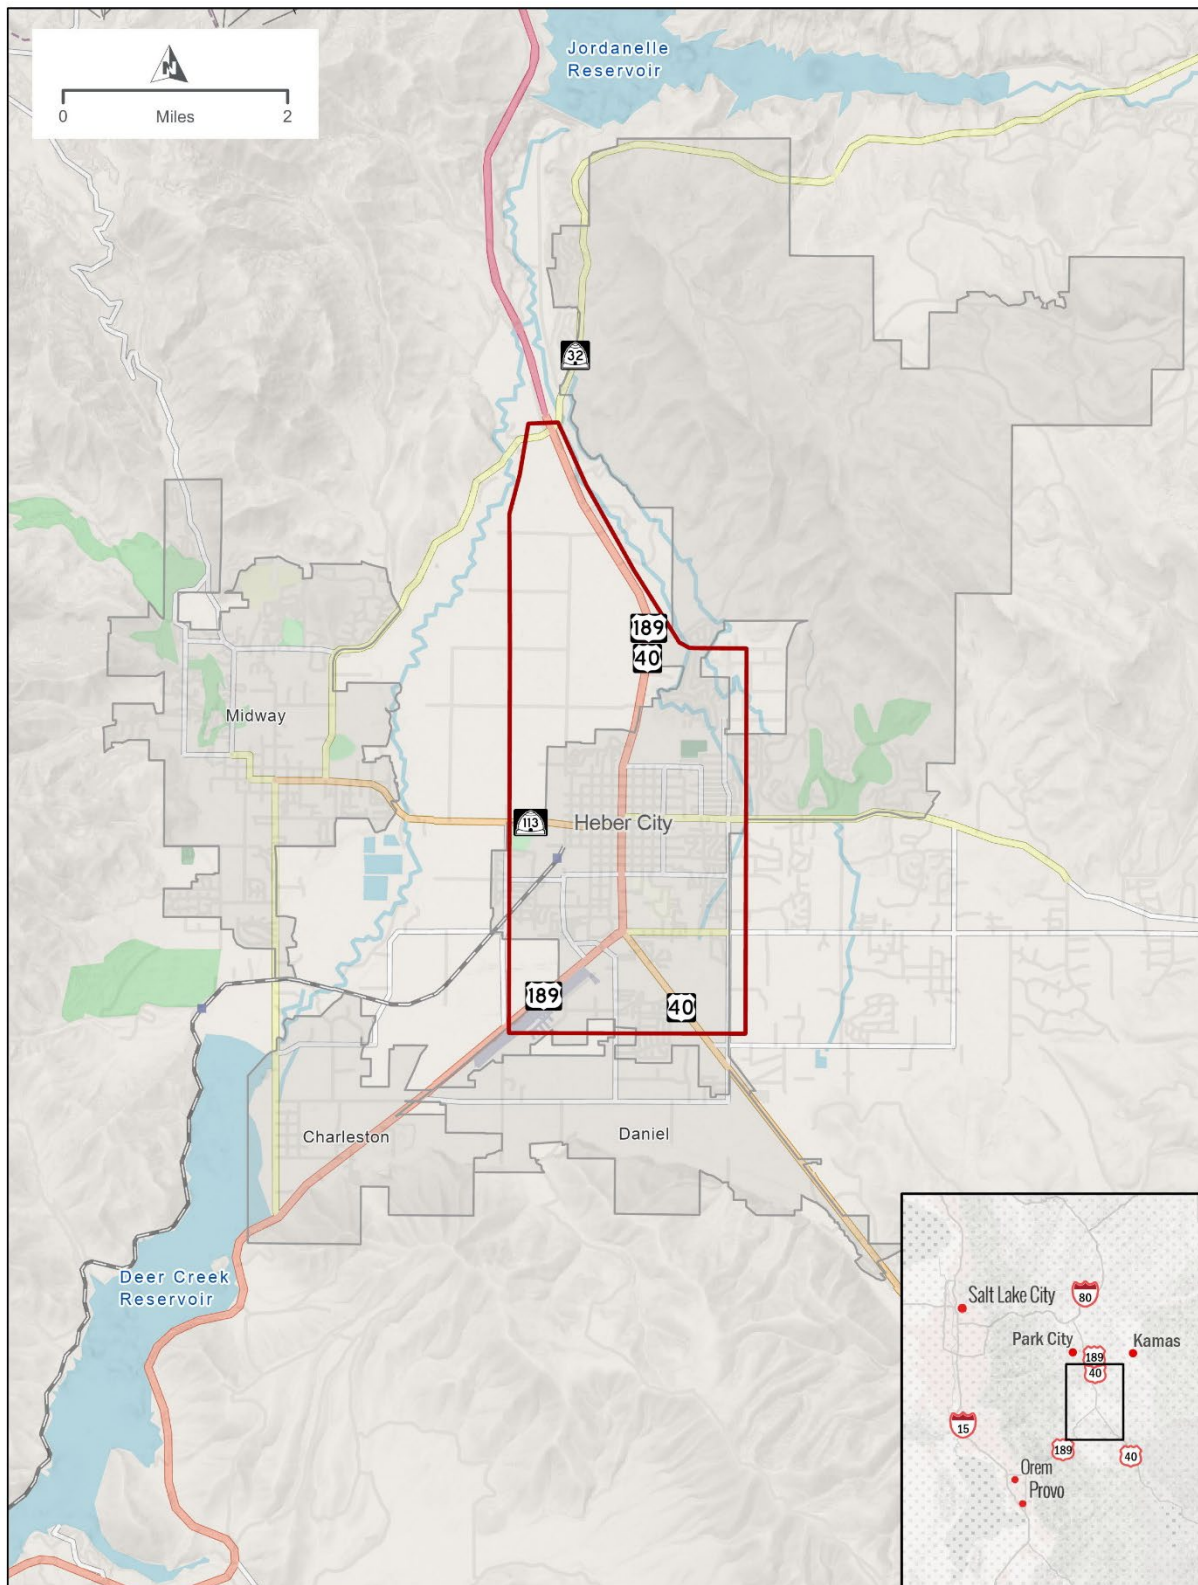 Jordanelle
Reservoir
N
0 Miles 2
32
189
40
Midway
113
Heber City
189
40
Charleston
Daniel
Deer Creek
Reservoir
Salt Lake City
80
Park City
Kamas
189
40
15
189
40
Orem
Provo